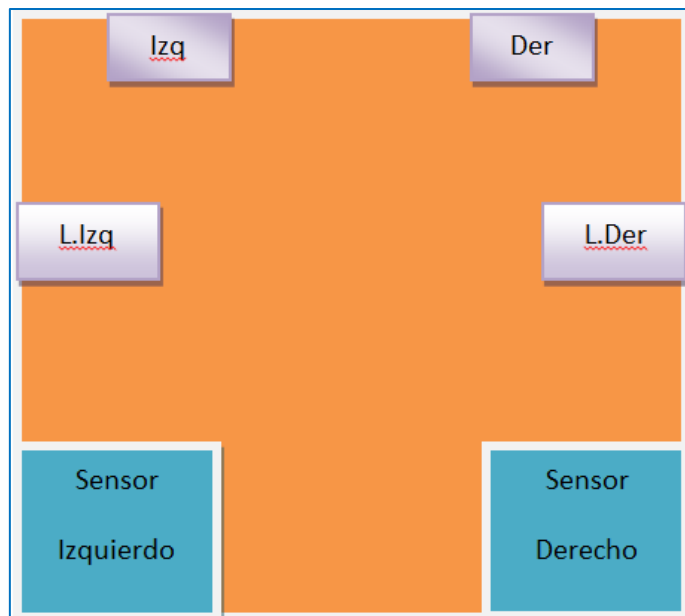 Izq
Der
L.Izq
L.Der
Sensor
Izquierdo
Sensor
Derecho